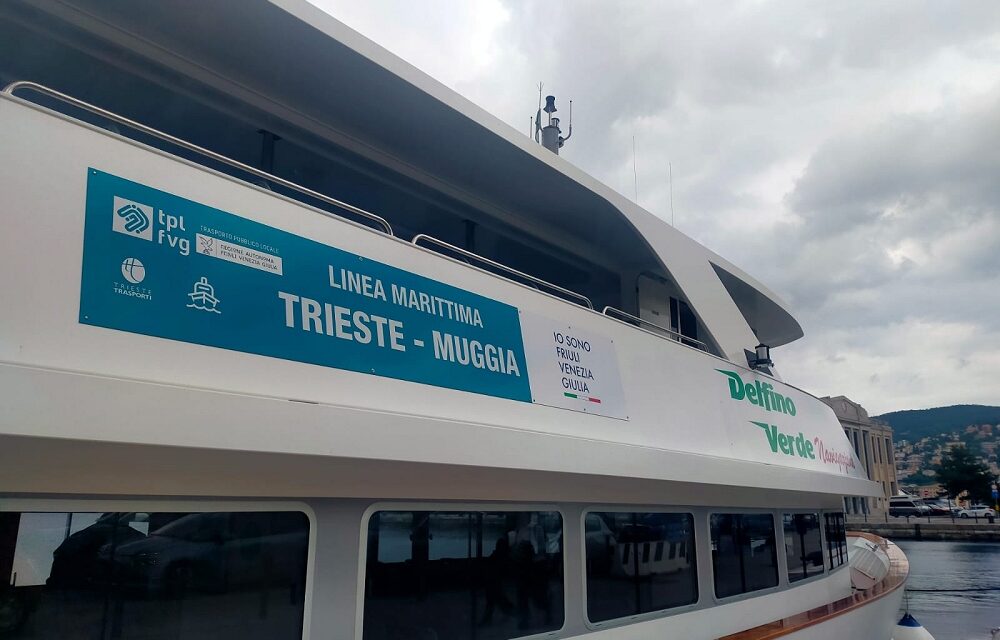 tpl
fvg
TRASPORTO PUBBLICO LOCALE
REGIONE AUTONOMA
FRIULI VENEZIA GIULIA
TRIESTE
TRASPORTI
LINEA MARITTIMA
TRIESTE - MUGGIA
IO SONO
FRIULI
VENEZIA
GIULIA
Delfino
Verde Navigazione